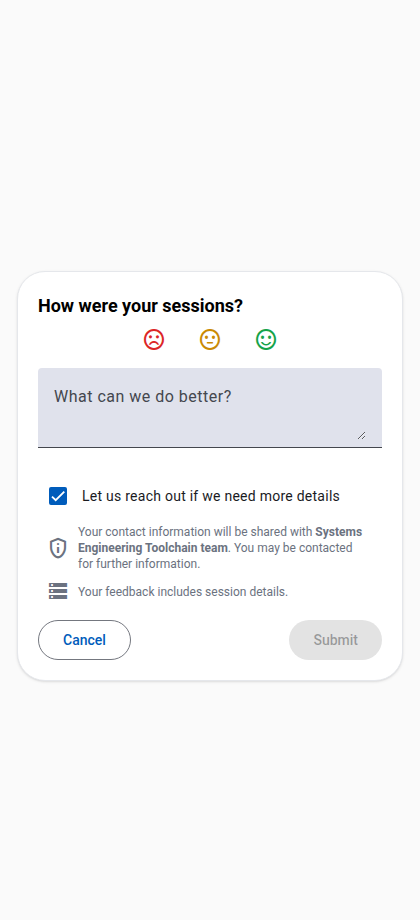 How were your sessions?
What can we do better?
Let us reach out if we need more details
Your contact information will be shared with Systems
Engineering Toolchain team. You may be contacted
for further information.
Your feedback includes session details.
Cancel
Submit